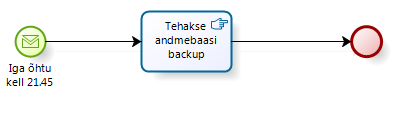 Tehakse
andmebaasi
backup
Iga õhtu
kell 21.45